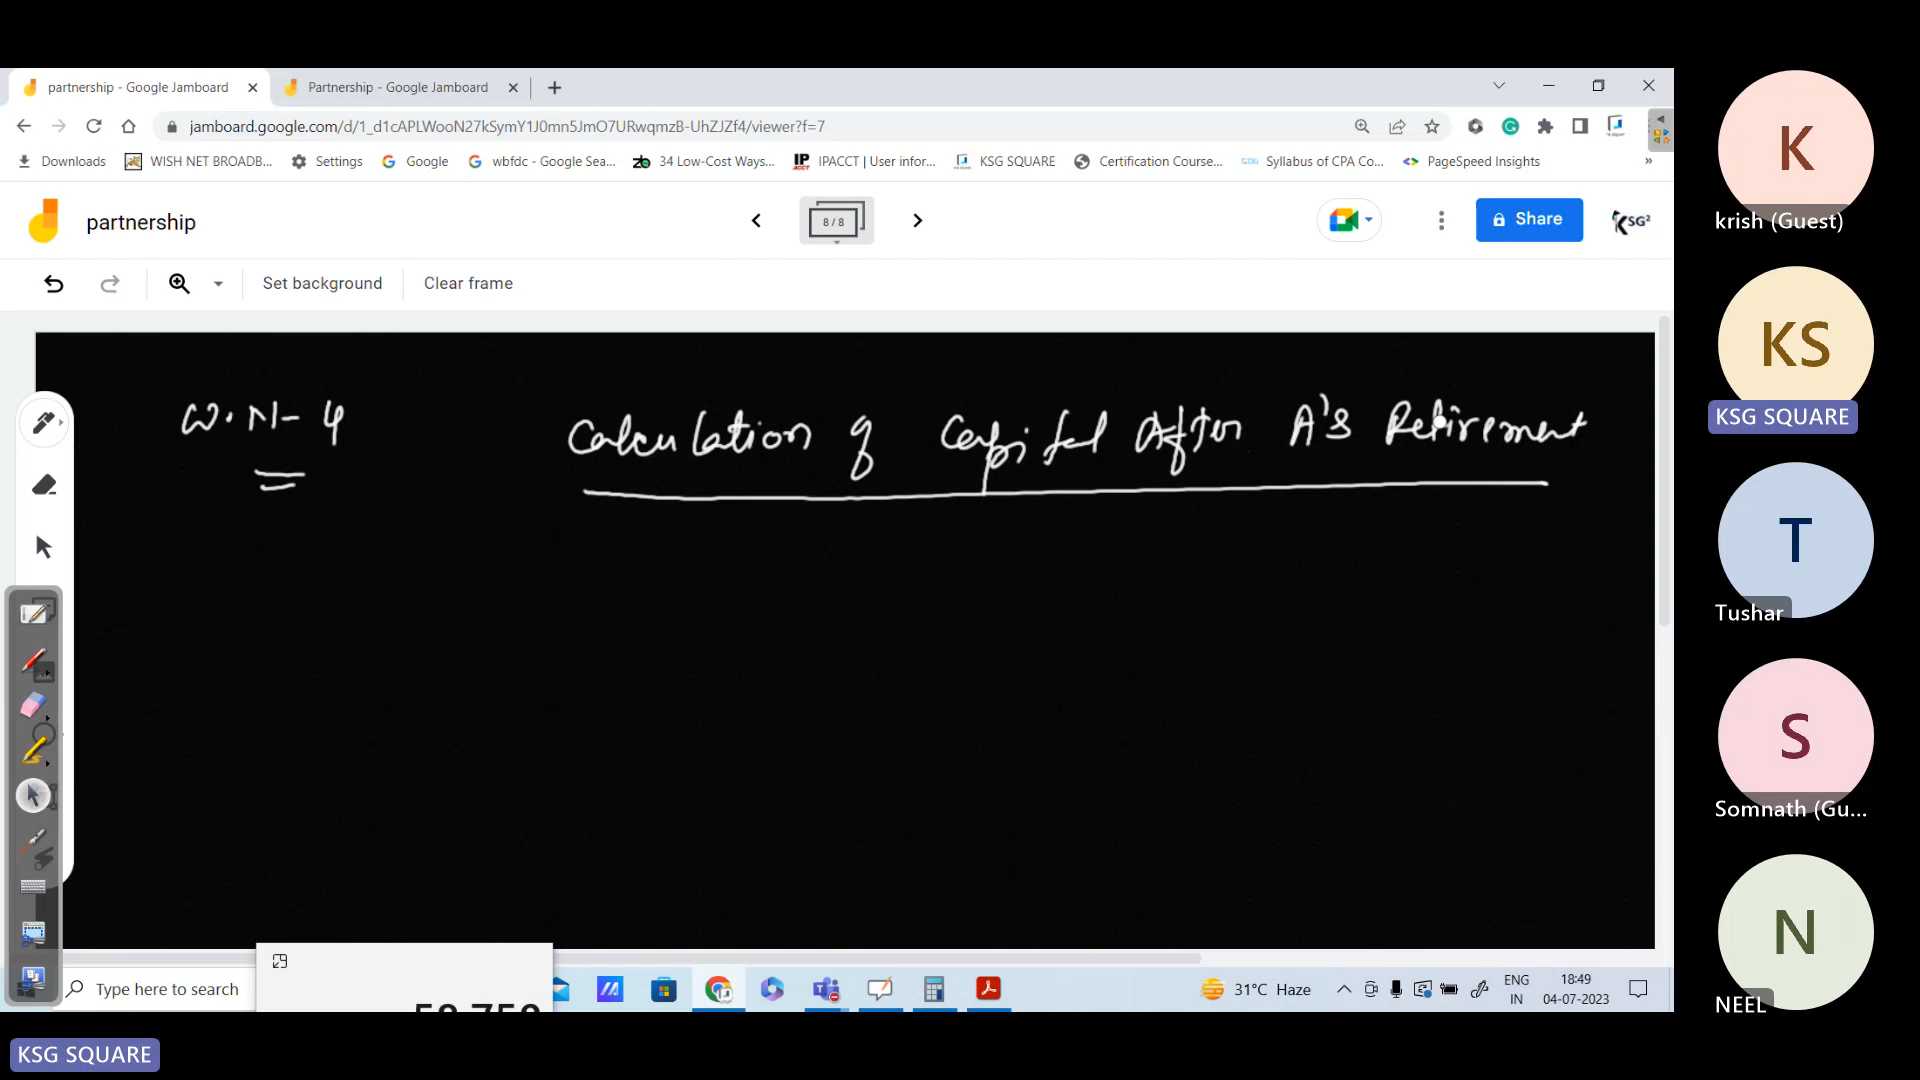 partnership - Google Jamboard
Partnership - Google Jamboard
jamboard.google.com/d/1_d1cAPLWooN27kSymY1J0mn5JmO7URwqmzB-UhZJZf4/viewer?f=7
Downloads WISH NET BROADB... Settings Google wbfdc - Google Sea... 34 Low-Cost Ways... IPACCT | User infor... KSG SQUARE Certification Course... Syllabus of CPA Co... PageSpeed Insights »
partnership
8 / 8
Share
KSG²
Set background Clear frame
W.N- 4 Calculation of Capital After A's Retirement
Type here to search
31°C Haze
ENG
IN
18:49
04-07-2023
K
krish (Guest)
KS
KSG SQUARE
T
Tushar
S
Somnath (Gu...
N
NEEL
KSG SQUARE